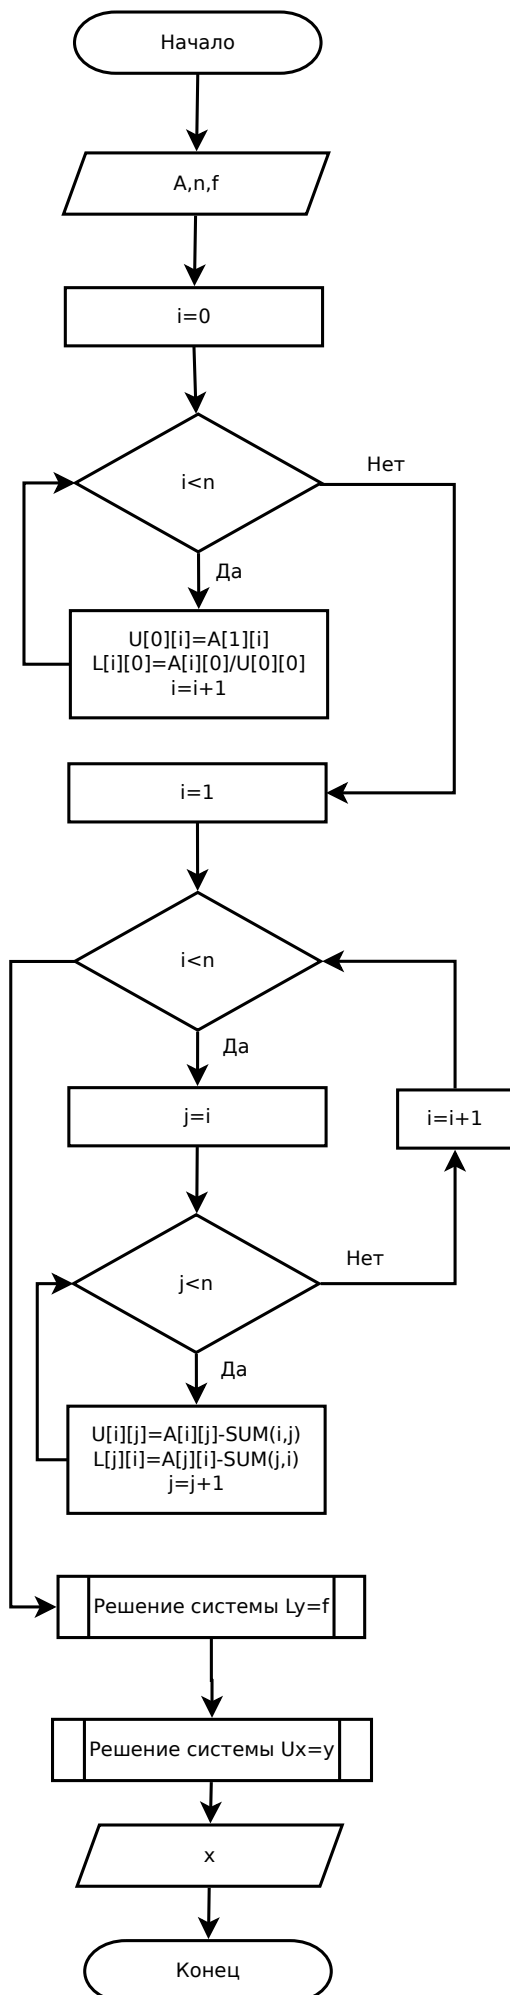 Начало
A,n,f
i=0
i<n
Нет
Да
U[0][i]=A[1][i]
L[i][0]=A[i][0]/U[0][0]
i=i+1
i=1
i<n
Да
j=i
i=i+1
j<n
Нет
Да
U[i][j]=A[i][j]-SUM(i,j)
L[j][i]=A[j][i]-SUM(j,i)
j=j+1
Решение системы Ly=f
Решение системы Ux=y
x
Конец